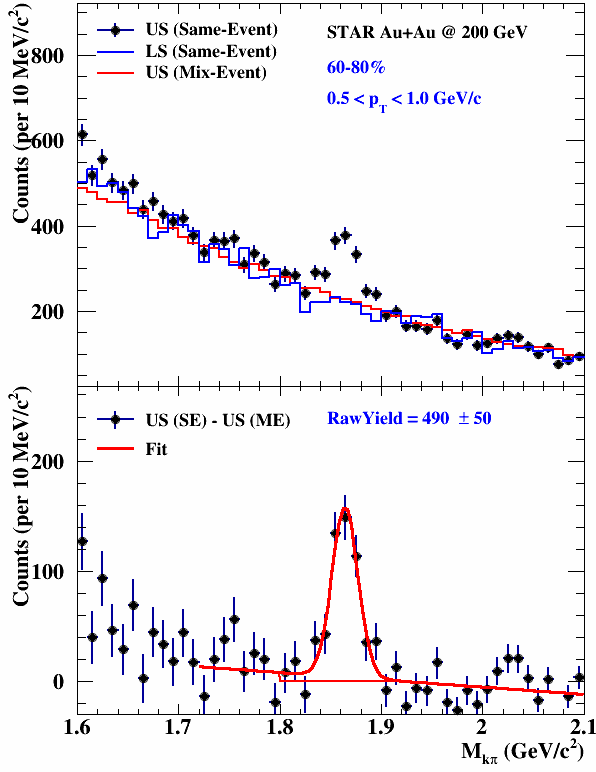 Counts (per 10 MeV/c²)
800
600
400
200
US (Same-Event)
LS (Same-Event)
US (Mix-Event)
STAR Au+Au @ 200 GeV
60-80%
0.5 < p_T < 1.0 GeV/c
Counts (per 10 MeV/c²)
200
100
0
US (SE) - US (ME)
Fit
RawYield = 490 ± 50
1.6 1.7 1.8 1.9 2 2.1
M_kπ (GeV/c²)